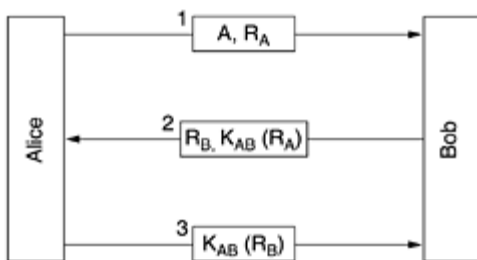 Alice
1
A, R_A
2
R_B, K_AB (R_A)
3
K_AB (R_B)
Bob